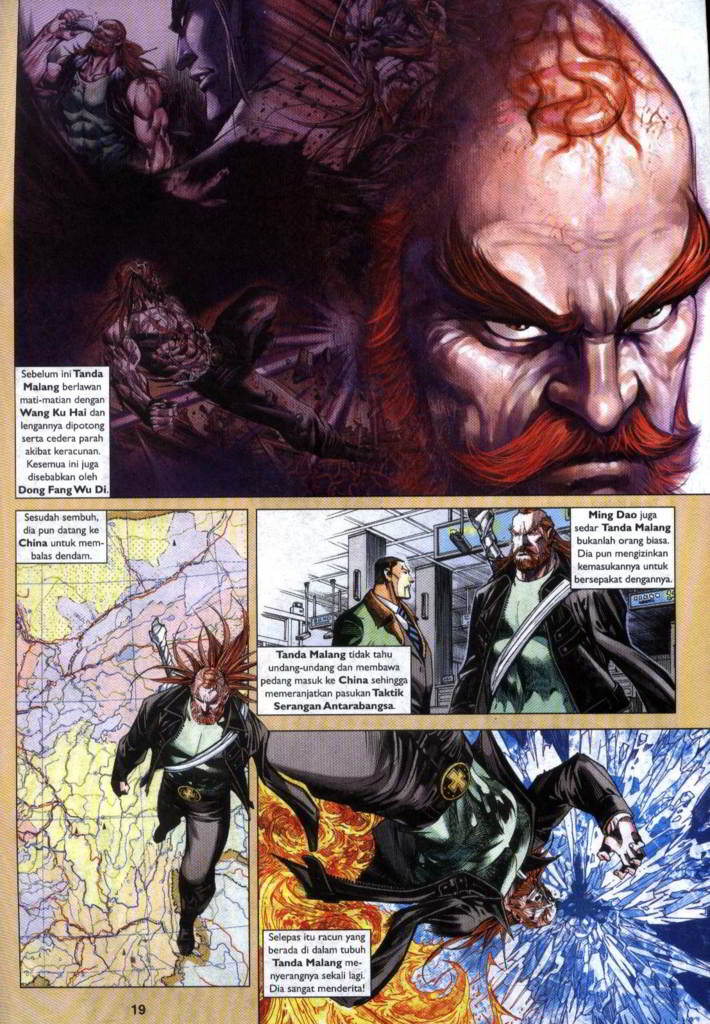 Sebelum ini Tanda
Malang berlawan
mati-matian dengan
Wang Ku Hai dan
lengannya dipotong
serta cedera parah
akibat keracunan.
Kesemua ini juga
disebabkan oleh
Dong Fang Wu Di.
Sesudah sembuh,
dia pun datang ke
China untuk mem-
balas dendam.
Ming Dao juga
sedar Tanda Malang
bukanlah orang biasa.
Dia pun mengizinkan
kemasukannya untuk
bersepakat dengannya.
Tanda Malang tidak tahu
undang-undang dan membawa
pedang masuk ke China sehingga
memeranjatkan pasukan Taktik
Serangan Antarabangsa.
Selepas itu racun yang
berada di dalam tubuh
Tanda Malang me-
nyerangnya sekali lagi.
Dia sangat menderita!
19